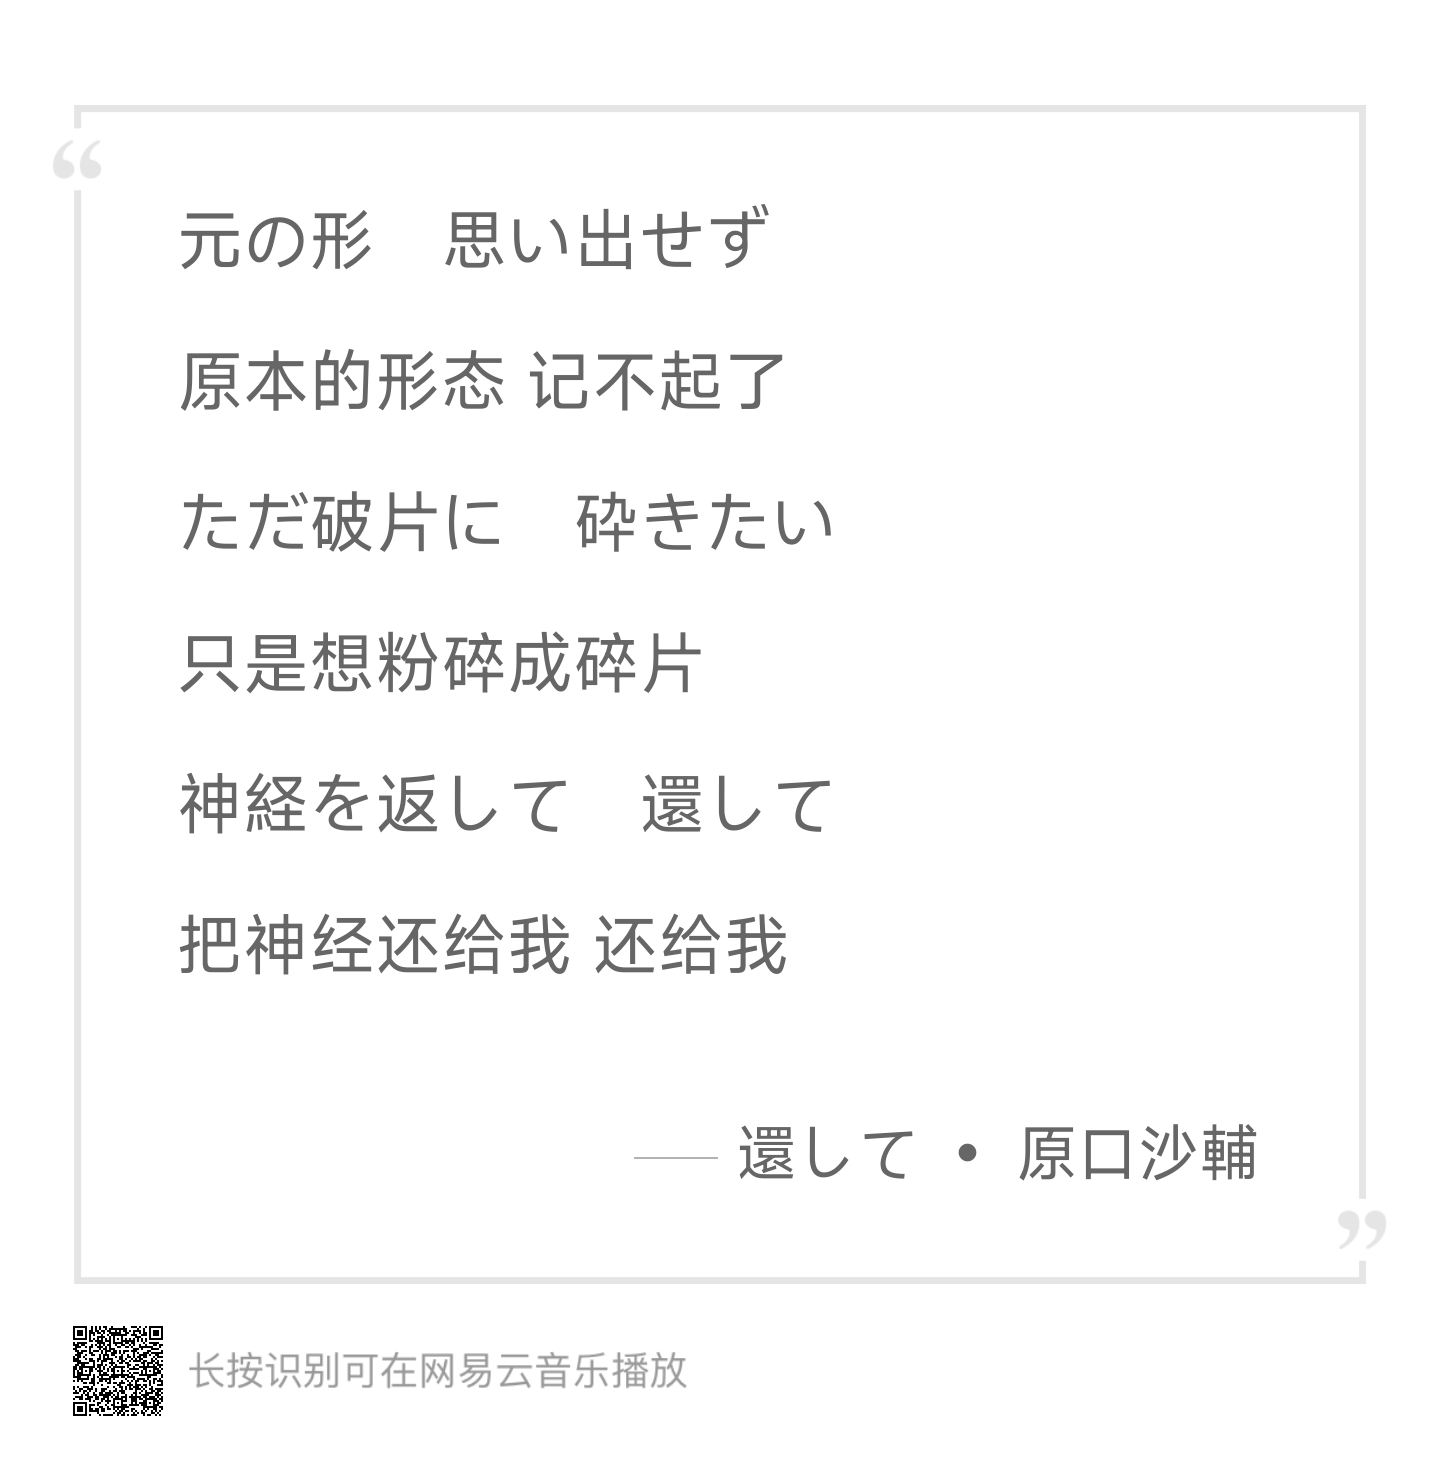 元の形　思い出せず
原本的形态 记不起了
ただ破片に　砕きたい
只是想粉碎成碎片
神経を返して　還して
把神经还给我 还给我
—— 還して • 原口沙輔
长按识别可在网易云音乐播放